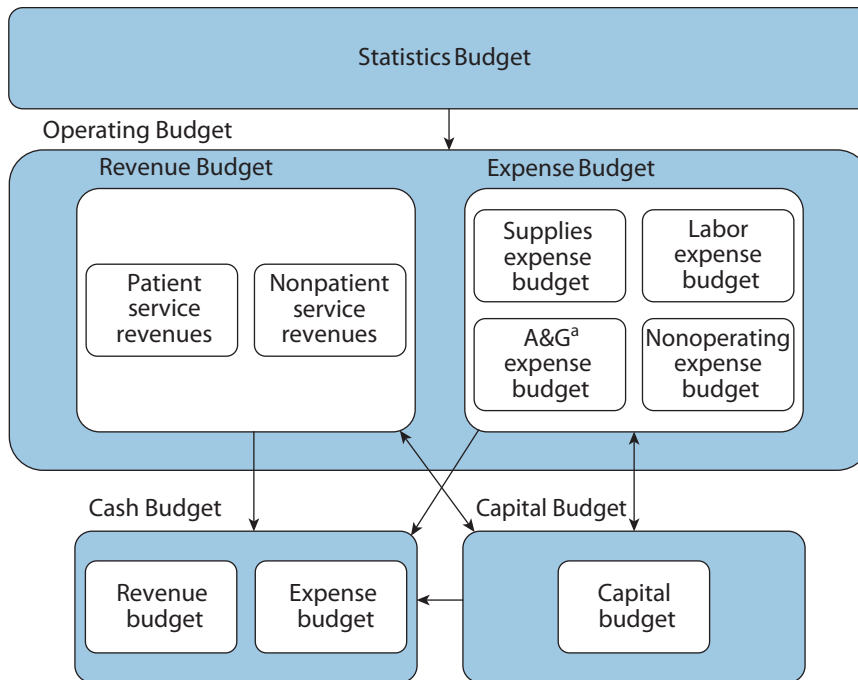 Statistics Budget
Operating Budget
Revenue Budget
Expense Budget
Patient
service
revenues
Nonpatient
service
revenues
Supplies
expense
budget
Labor
expense
budget
A&Gᵃ
expense
budget
Nonoperating
expense
budget
Cash Budget
Capital Budget
Revenue
budget
Expense
budget
Capital
budget